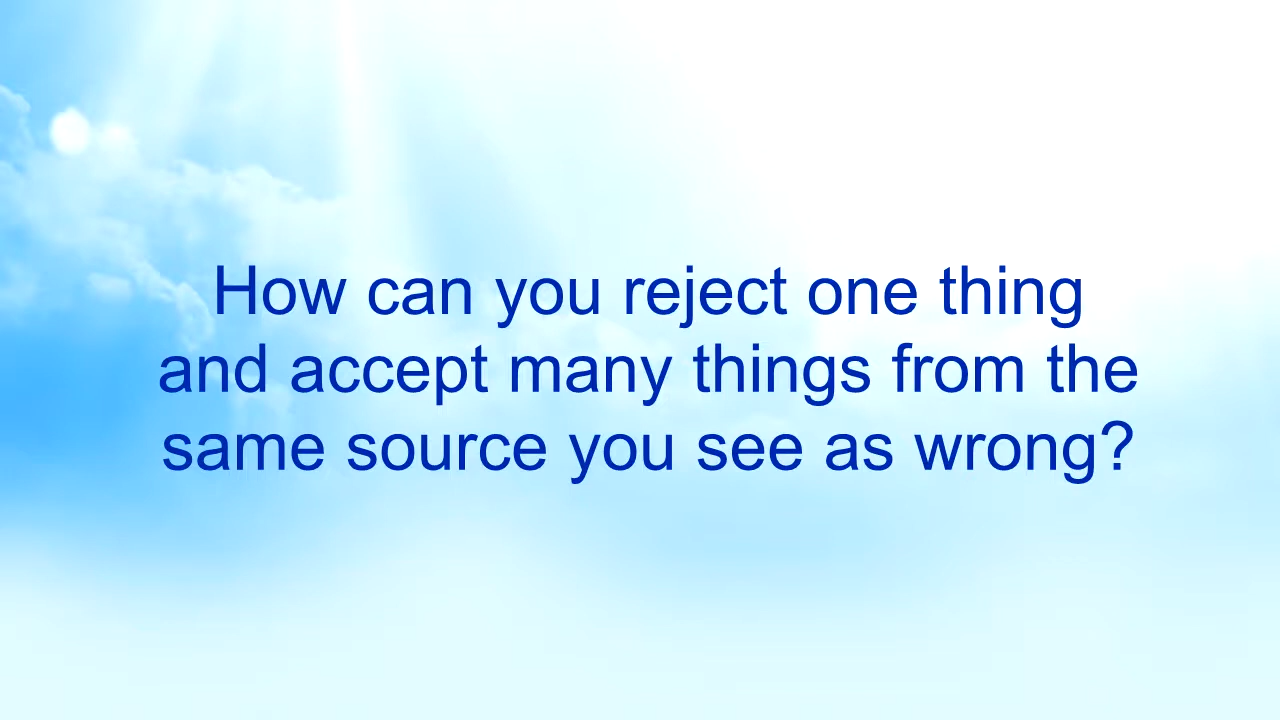 How can you reject one thing
and accept many things from the
same source you see as wrong?